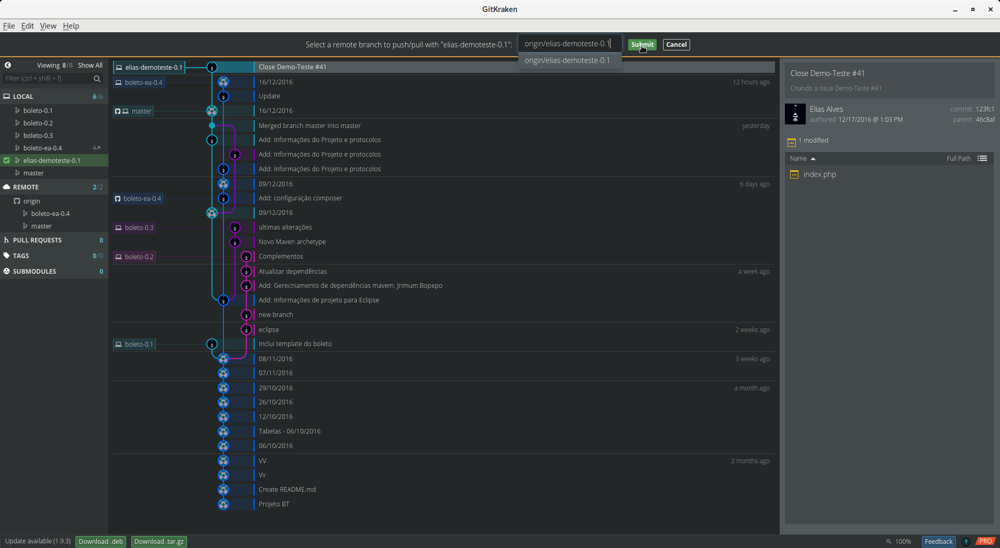 GitKraken
File Edit View Help
Select a remote branch to push/pull with "elias-demoteste-0.1": origin/elias-demoteste-0.1 Submit Cancel
origin/elias-demoteste-0.1
Viewing 8/8 Show All
Filter (ctrl + shift + f)
LOCAL 6/6
boleto-0.1
boleto-0.2
boleto-0.3
boleto-ea-0.4 4↗
elias-demoteste-0.1
master
REMOTE 2/2
origin
boleto-ea-0.4
master
PULL REQUESTS 0
TAGS 0/0
SUBMODULES 0
elias-demoteste-0.1 Close Demo-Teste #41
boleto-ea-0.4 16/12/2016 12 hours ago
Update
master 16/12/2016
Merged branch master into master yesterday
Add: Informações do Projeto e protocolos
Add: Informações do Projeto e protocolos
Add: Informações do Projeto e protocolos
09/12/2016 6 days ago
boleto-ea-0.4 Add: configuração composer
09/12/2016
boleto-0.3 ultimas alterações
Novo Maven archetype
boleto-0.2 Complementos
Atualizar dependências a week ago
Add: Gerecniamento de dependências mavem: Jrimum:Bopepo
Add: Informações de projeto para Eclipse
new branch
eclipse 2 weeks ago
boleto-0.1 Inclui template do boleto
08/11/2016 3 weeks ago
07/11/2016
29/10/2016 a month ago
26/10/2016
12/10/2016
Tabelas - 06/10/2016
06/10/2016
VV 2 months ago
Vv
Create README.md
Projeto BT
Close Demo-Teste #41
Citando a Issue Demo-Teste #41
Elias Alves commit: 123fc1
authored 12/17/2016 @ 1:03 PM parent: 46c8af
1 modified
Name Full Path
index.php
Update available (1.9.3) Download .deb Download .tar.gz 100% Feedback PRO